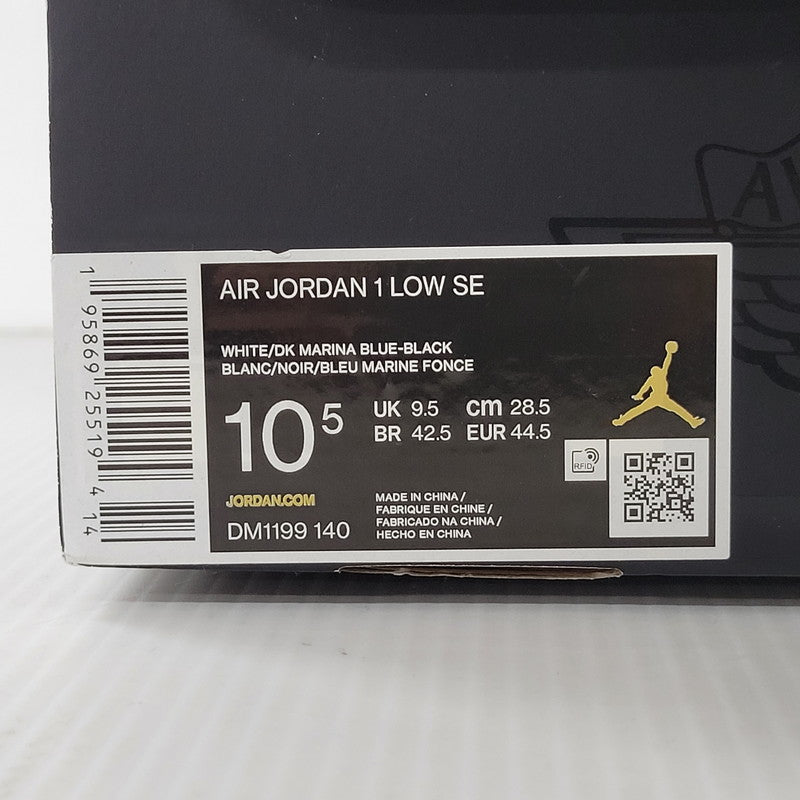 AIR JORDAN 1 LOW SE
WHITE/DK MARINA BLUE-BLACK
BLANC/NOIR/BLEU MARINE FONCE
10 5
UK 9.5 cm 28.5
BR 42.5 EUR 44.5
JORDAN.COM
DM1199 140
MADE IN CHINA /
FABRIQUE EN CHINE /
FABRICADO NA CHINA /
HECHO EN CHINA
RFID
1 95869 25519 4 14